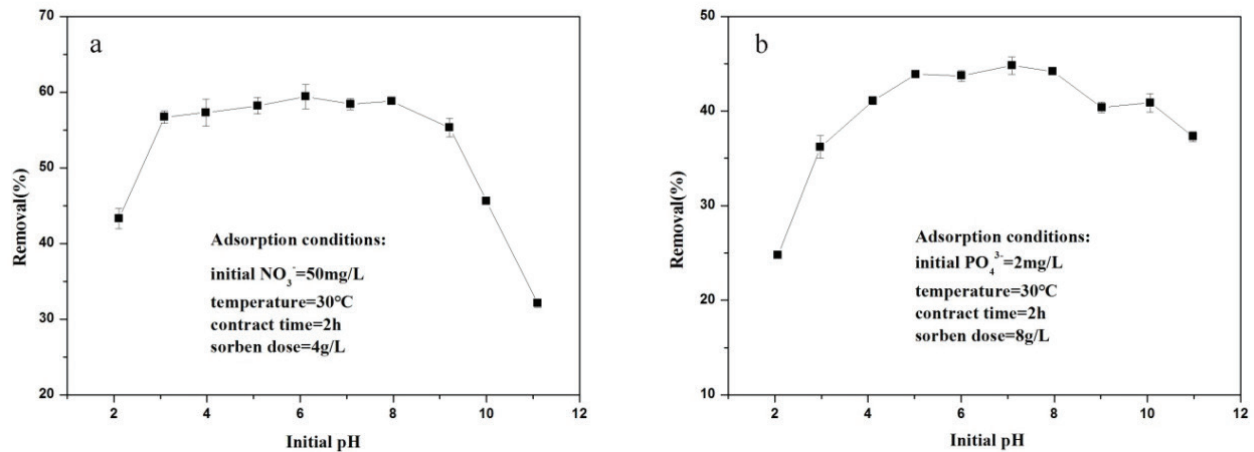 a
70
60
50
40
30
20
Removal(%)
Adsorption conditions:
initial NO₃⁻=50mg/L
temperature=30℃
contract time=2h
sorben dose=4g/L
2 4 6 8 10 12
Initial pH
b
50
40
30
20
10
Removal(%)
Adsorption conditions:
initial PO₄³⁻=2mg/L
temperature=30℃
contract time=2h
sorben dose=8g/L
2 4 6 8 10 12
Initial pH